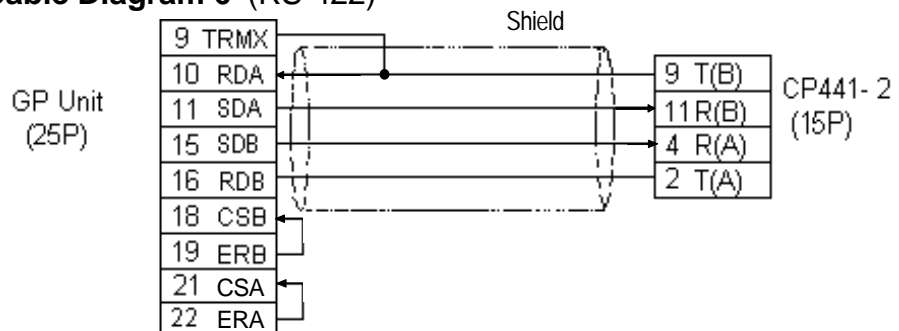 Cable Diagram 6 (RS-422)
Shield
GP Unit
(25P)
9 TRMX
10 RDA
11 SDA
15 SDB
16 RDB
18 CSB
19 ERB
21 CSA
22 ERA
9 T(B)
11 R(B)
4 R(A)
2 T(A)
CP441-2
(15P)